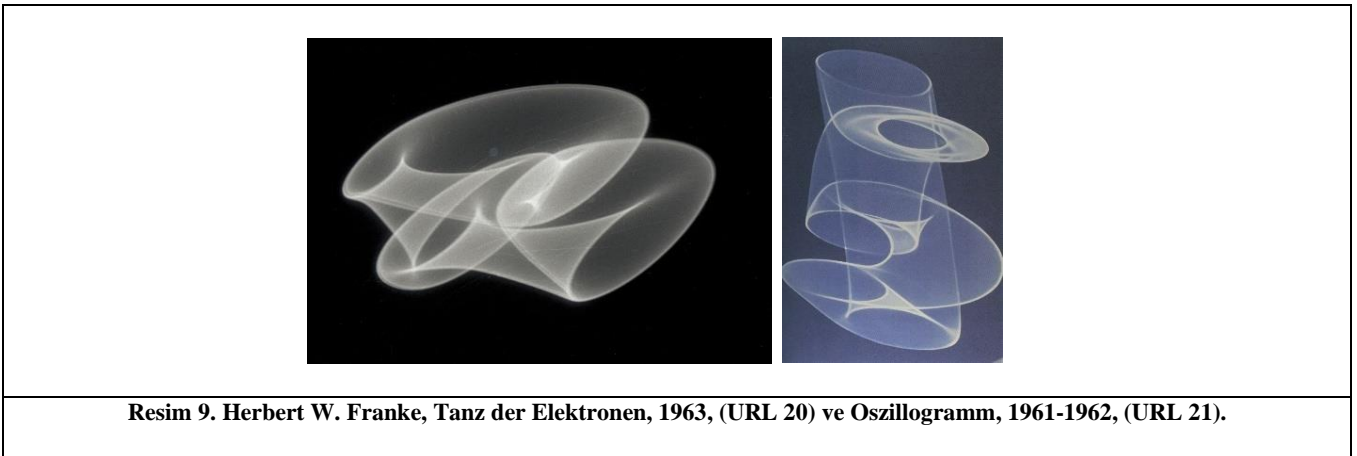 Resim 9. Herbert W. Franke, Tanz der Elektronen, 1963, (URL 20) ve Oszillogramm, 1961-1962, (URL 21).